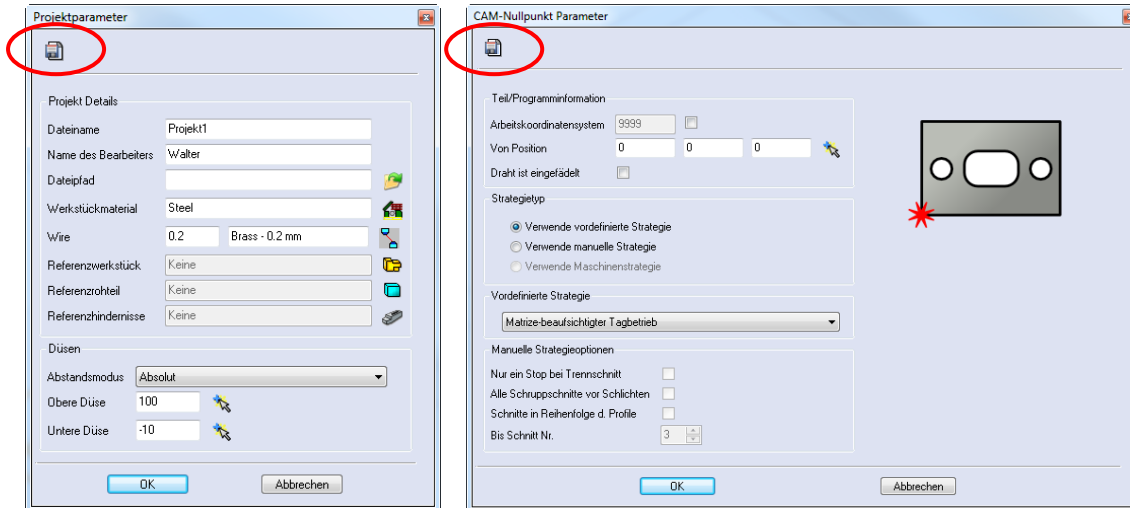 Projektparameter
Projekt Details
Dateiname Projekt1
Name des Bearbeiters Walter
Dateipfad
Werkstückmaterial Steel
Wire 0.2 Brass - 0.2 mm
Referenzwerkstück Keine
Referenzrohteil Keine
Referenzhindernisse Keine
Düsen
Abstandsmodus Absolut
Obere Düse 100
Untere Düse -10
OK Abbrechen
CAM-Nullpunkt Parameter
Teil/Programminformation
Arbeitskoordinatensystem 9999
Von Position 0 0 0
Draht ist eingefädelt
Strategietyp
Verwende vordefinierte Strategie
Verwende manuelle Strategie
Verwende Maschinenstrategie
Vordefinierte Strategie
Matrize-beaufsichtigter Tagbetrieb
Manuelle Strategieoptionen
Nur ein Stop bei Trennschnitt
Alle Schruppschnitte vor Schlichten
Schnitte in Reihenfolge d. Profile
Bis Schnitt Nr. 3
OK Abbrechen